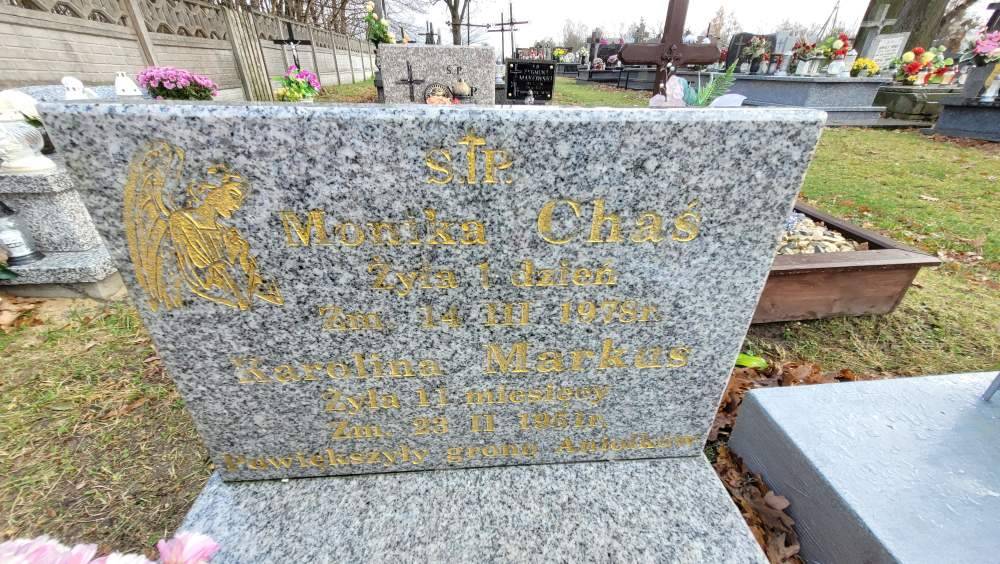 Ś.P.
ZYGMUNT
Ś.†P.
Monika Chaś
Żyła 1 dzień
Zm. 14 III 1978r.
Karolina Markus
Żyła 11 miesięcy
Zm. 23 II 1951r.
Powiększyły grono Aniołków